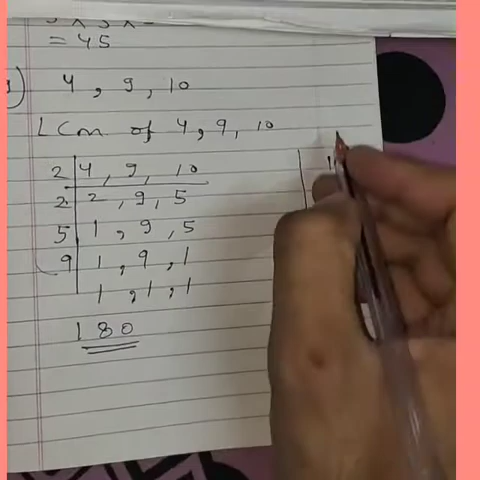 = 45
4, 9, 10
LCm of 4, 9, 10
2 4, 9, 10
2 2, 9, 5
5 1, 9, 5
9 1, 9, 1
1, 1, 1
180